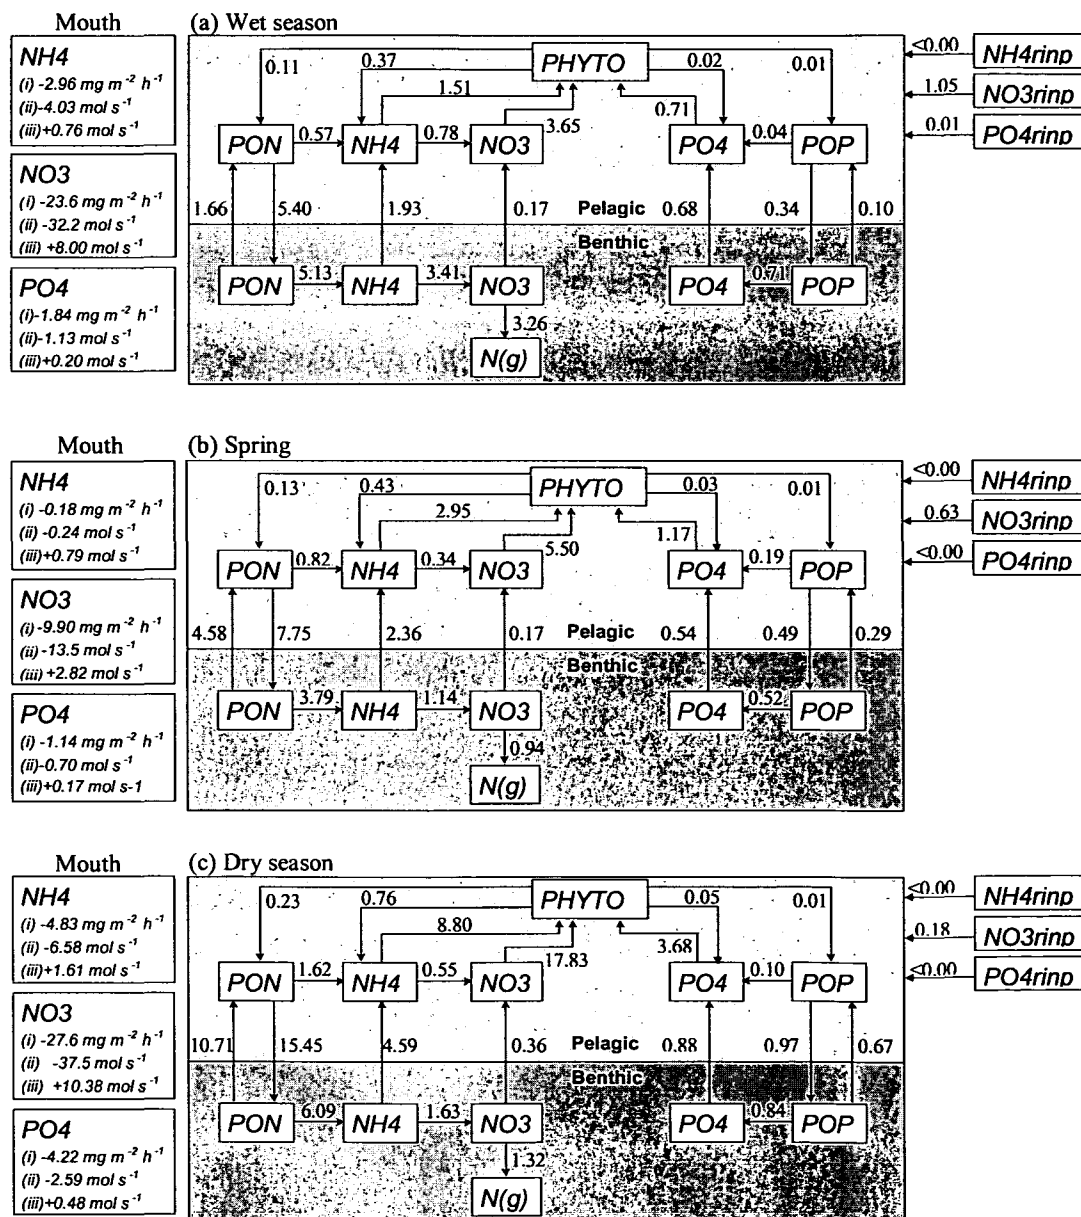 Mouth
(a) Wet season
NH4
(i) -2.96 mg m⁻² h⁻¹
(ii)-4.03 mol s⁻¹
(iii)+0.76 mol s⁻¹
NO3
(i) -23.6 mg m⁻² h⁻¹
(ii) -32.2 mol s⁻¹
(iii) +8.00 mol s⁻¹
PO4
(i)-1.84 mg m⁻² h⁻¹
(ii)-1.13 mol s⁻¹
(iii)+0.20 mol s⁻¹
0.11 0.37 PHYTO 0.02 0.01
1.51 3.65 0.71
PON 0.57 NH4 0.78 NO3 PO4 0.04 POP
1.66 5.40 1.93 0.17 Pelagic 0.68 0.34 0.10
Benthic
PON 5.13 NH4 3.41 NO3 PO4 0.71 POP
3.26
N(g)
<0.00 NH4rinp
1.05 NO3rinp
0.01 PO4rinp
Mouth
(b) Spring
NH4
(i) -0.18 mg m⁻² h⁻¹
(ii) -0.24 mol s⁻¹
(iii)+0.79 mol s⁻¹
NO3
(i) -9.90 mg m⁻² h⁻¹
(ii) -13.5 mol s⁻¹
(iii) +2.82 mol s⁻¹
PO4
(i) -1.14 mg m⁻² h⁻¹
(ii)-0.70 mol s⁻¹
(iii)+0.17 mol s-1
0.13 0.43 PHYTO 0.03 0.01
2.95 5.50 1.17
PON 0.82 NH4 0.34 NO3 PO4 0.19 POP
4.58 7.75 2.36 0.17 Pelagic 0.54 0.49 0.29
Benthic
PON 3.79 NH4 1.14 NO3 PO4 0.52 POP
0.94
N(g)
<0.00 NH4rinp
0.63 NO3rinp
<0.00 PO4rinp
Mouth
(c) Dry season
NH4
(i) -4.83 mg m⁻² h⁻¹
(ii) -6.58 mol s⁻¹
(iii)+1.61 mol s⁻¹
NO3
(i) -27.6 mg m⁻² h⁻¹
(ii) -37.5 mol s⁻¹
(iii) +10.38 mol s⁻¹
PO4
(i) -4.22 mg m⁻² h⁻¹
(ii) -2.59 mol s⁻¹
(iii)+0.48 mol s⁻¹
0.23 0.76 PHYTO 0.05 0.01
8.80 17.83 3.68
PON 1.62 NH4 0.55 NO3 PO4 0.10 POP
10.71 15.45 4.59 0.36 Pelagic 0.88 0.97 0.67
Benthic
PON 6.09 NH4 1.63 NO3 PO4 0.84 POP
1.32
N(g)
<0.00 NH4rinp
0.18 NO3rinp
<0.00 PO4rinp